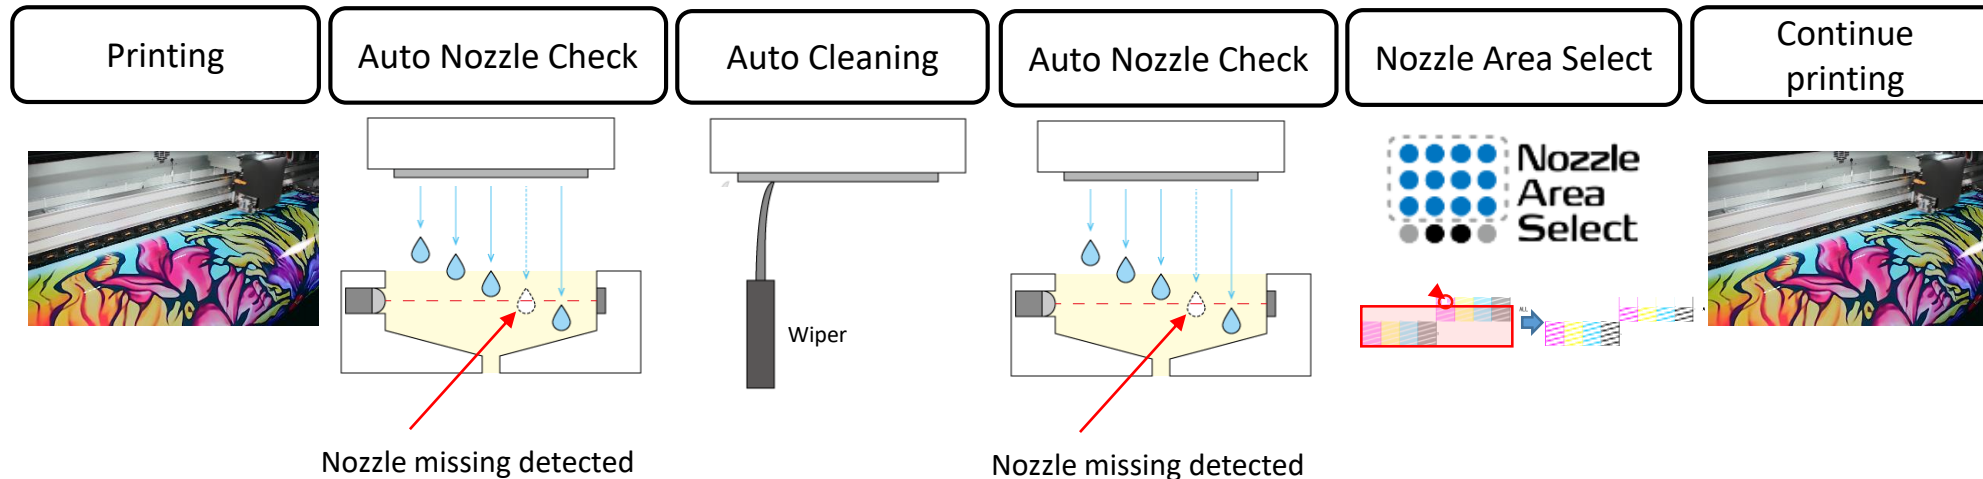 Printing
Auto Nozzle Check
Auto Cleaning
Auto Nozzle Check
Nozzle Area Select
Continue
printing
Nozzle
Area
Select
Wiper
ALL
Nozzle missing detected
Nozzle missing detected